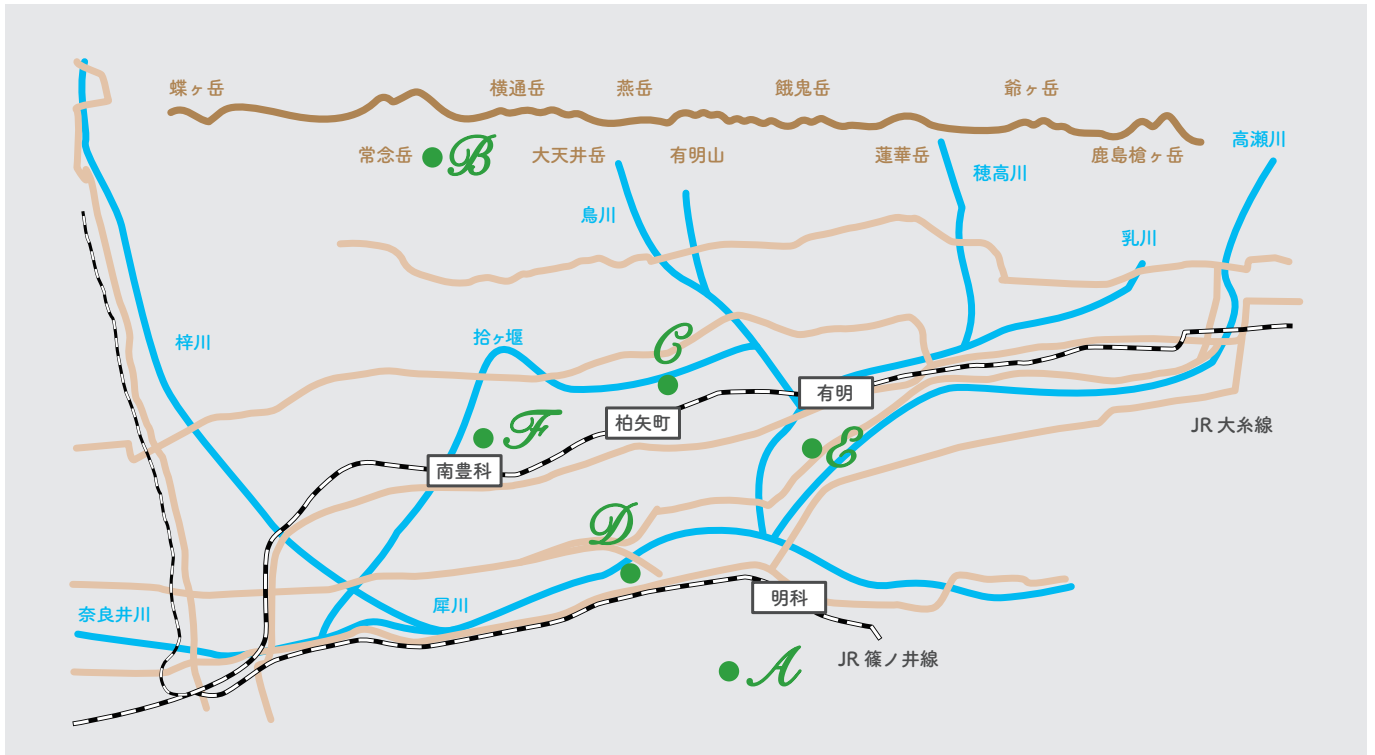 蝶ヶ岳
横通岳
燕岳
餓鬼岳
爺ヶ岳
常念岳
B
大天井岳
有明山
蓮華岳
鹿島槍ヶ岳
高瀬川
穂高川
烏川
乳川
梓川
拾ヶ堰
C
有明
柏矢町
JR 大糸線
F
E
南豊科
D
明科
奈良井川
犀川
JR 篠ノ井線
A